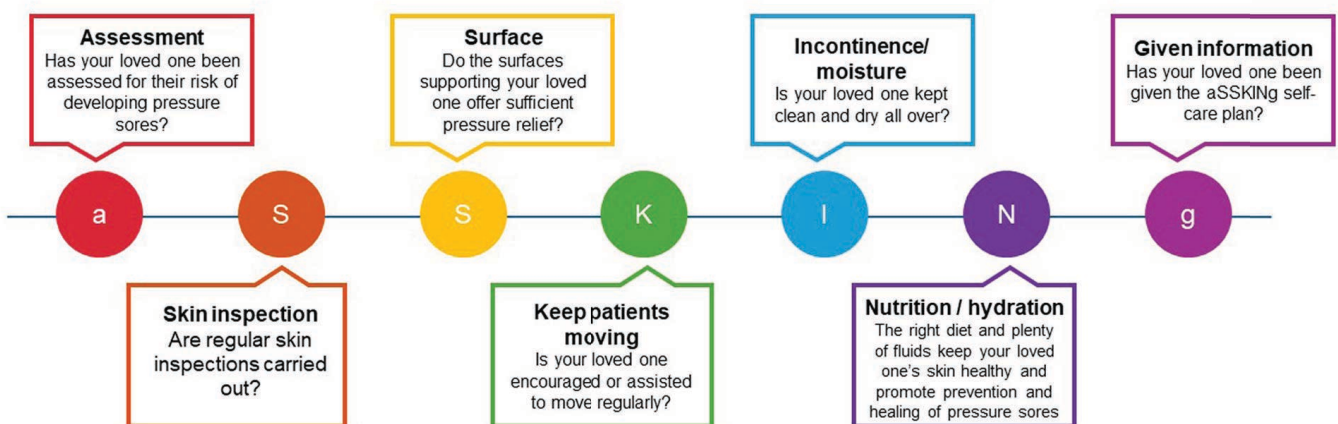 Assessment
Has your loved one been
assessed for their risk of
developing pressure
sores?
Surface
Do the surfaces
supporting your loved
one offer sufficient
pressure relief?
Incontinence/
moisture
Is your loved one kept
clean and dry all over?
Given information
Has your loved one been
given the aSSKINg self-
care plan?
a
S
S
K
I
N
g
Skin inspection
Are regular skin
inspections carried
out?
Keep patients
moving
Is your loved one
encouraged or assisted
to move regularly?
Nutrition / hydration
The right diet and plenty
of fluids keep your loved
one's skin healthy and
promote prevention and
healing of pressure sores